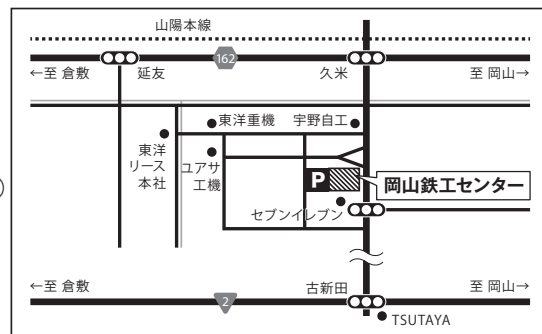 山陽本線
162
←至 倉敷
延友
久米
至 岡山→
東洋重機
宇野自工
東洋
リース
本社
ユアサ
工機
P
岡山鉄工センター
セブンイレブン
←至 倉敷
古新田
至 岡山→
2
TSUTAYA